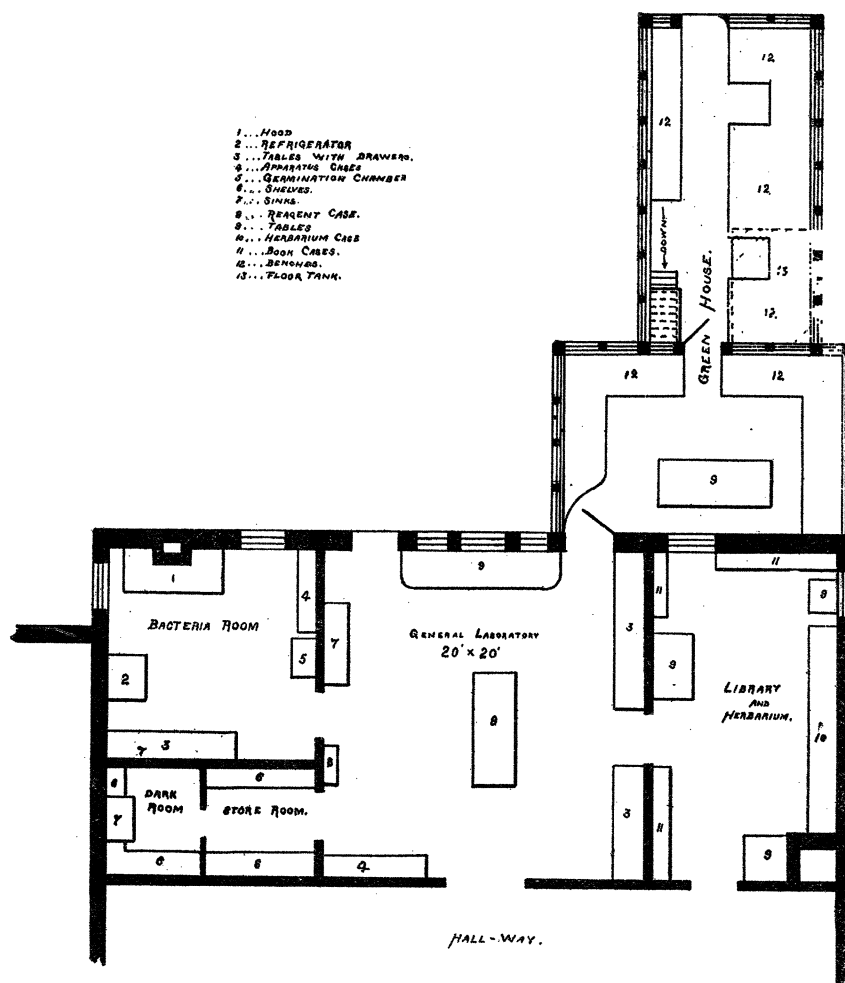 1...HOOD
2...REFRIGERATOR
3...TABLES WITH DRAWERS.
4...APPARATUS CASES
5...GERMINATION CHAMBER
6...SHELVES.
7...SINKS.
8... REAGENT CASE.
9...TABLES
10...HERBARIUM CASE
11...BOOK CASES.
12...BENCHES.
13...FLOOR TANK.
12
12
12
DOWN
12
13
12
GREEN HOUSE.
12
12
9
1
4
9
11
11
9
BACTERIA ROOM
5
7
GENERAL LABORATORY
20' × 20'
3
9
2
LIBRARY
AND
HERBARIUM.
10
7 3
8
9
6
6
DARK
ROOM
STORE ROOM.
7
6
6
4
3
11
9
HALL-WAY.